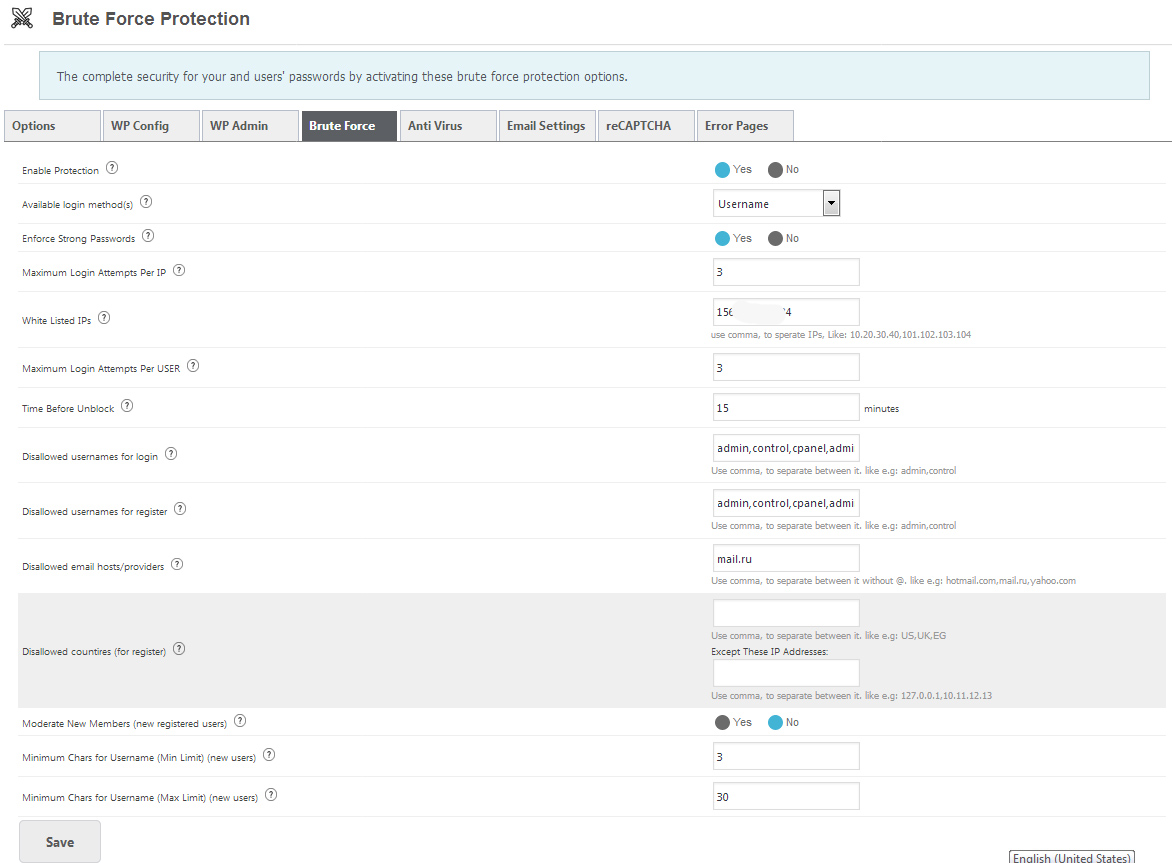 Brute Force Protection
The complete security for your and users' passwords by activating these brute force protection options.
Options WP Config WP Admin Brute Force Anti Virus Email Settings reCAPTCHA Error Pages
Enable Protection ? Yes No
Available login method(s) ? Username
Enforce Strong Passwords ? Yes No
Maximum Login Attempts Per IP ? 3
White Listed IPs ?
use comma, to sperate IPs, Like: 10.20.30.40,101.102.103.104
Maximum Login Attempts Per USER ? 3
Time Before Unblock ? 15 minutes
Disallowed usernames for login ? admin,control,cpanel,admi
Use comma, to separate between it. like e.g: admin,control
Disallowed usernames for register ? admin,control,cpanel,admi
Use comma, to separate between it. like e.g: admin,control
Disallowed email hosts/providers ? mail.ru
Use comma, to separate between it without @. like e.g: hotmail.com,mail.ru,yahoo.com
Disallowed countires (for register) ?
Use comma, to separate between it. like e.g: US,UK,EG
Except These IP Addresses:
Use comma, to separate between it. like e.g: 127.0.0.1,10.11.12.13
Moderate New Members (new registered users) ? Yes No
Minimum Chars for Username (Min Limit) (new users) ? 3
Minimum Chars for Username (Max Limit) (new users) ? 30
Save
English (United States)